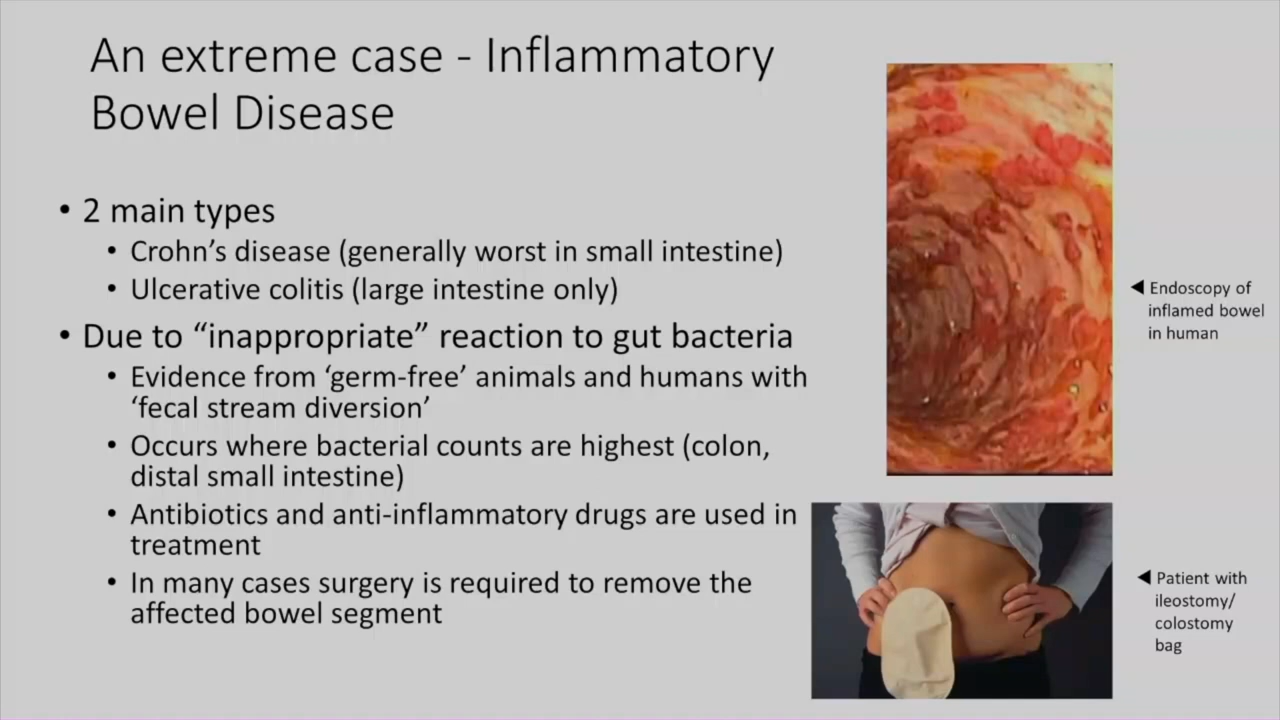 An extreme case - Inflammatory
Bowel Disease
• 2 main types
• Crohn’s disease (generally worst in small intestine)
• Ulcerative colitis (large intestine only)
• Due to “inappropriate” reaction to gut bacteria
• Evidence from ‘germ-free’ animals and humans with
‘fecal stream diversion’
• Occurs where bacterial counts are highest (colon,
distal small intestine)
• Antibiotics and anti-inflammatory drugs are used in
treatment
• In many cases surgery is required to remove the
affected bowel segment
◀ Endoscopy of
inflamed bowel
in human
◀ Patient with
ileostomy/
colostomy
bag